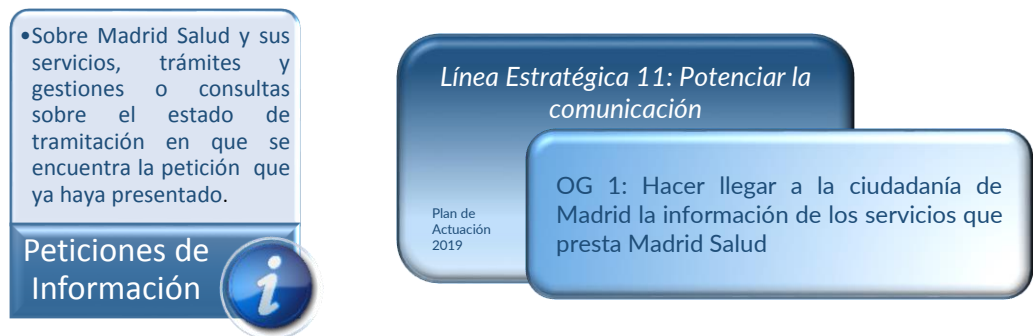 •Sobre Madrid Salud y sus
servicios, trámites y
gestiones o consultas
sobre el estado de
tramitación en que se
encuentra la petición que
ya haya presentado.
Peticiones de
Información
i
Línea Estratégica 11: Potenciar la
comunicación
Plan de
Actuación
2019
OG 1: Hacer llegar a la ciudadanía de
Madrid la información de los servicios que
presta Madrid Salud